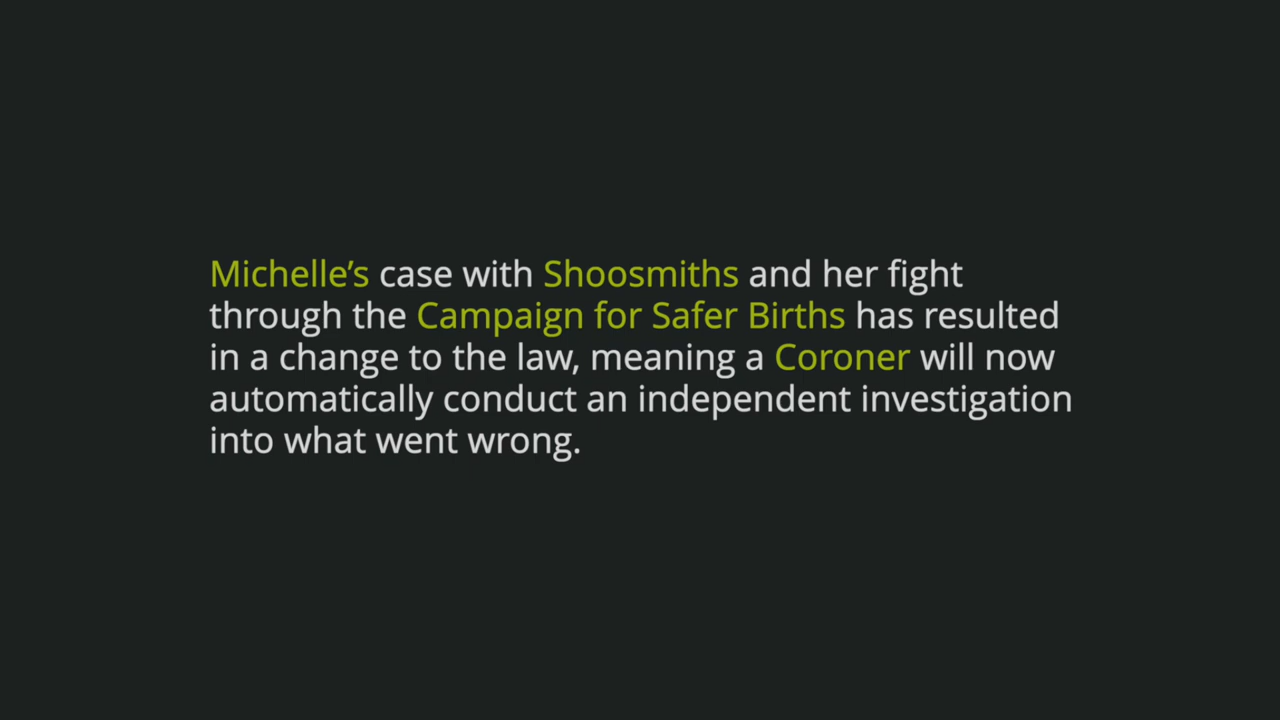 Michelle’s case with Shoosmiths and her fight
through the Campaign for Safer Births has resulted
in a change to the law, meaning a Coroner will now
automatically conduct an independent investigation
into what went wrong.